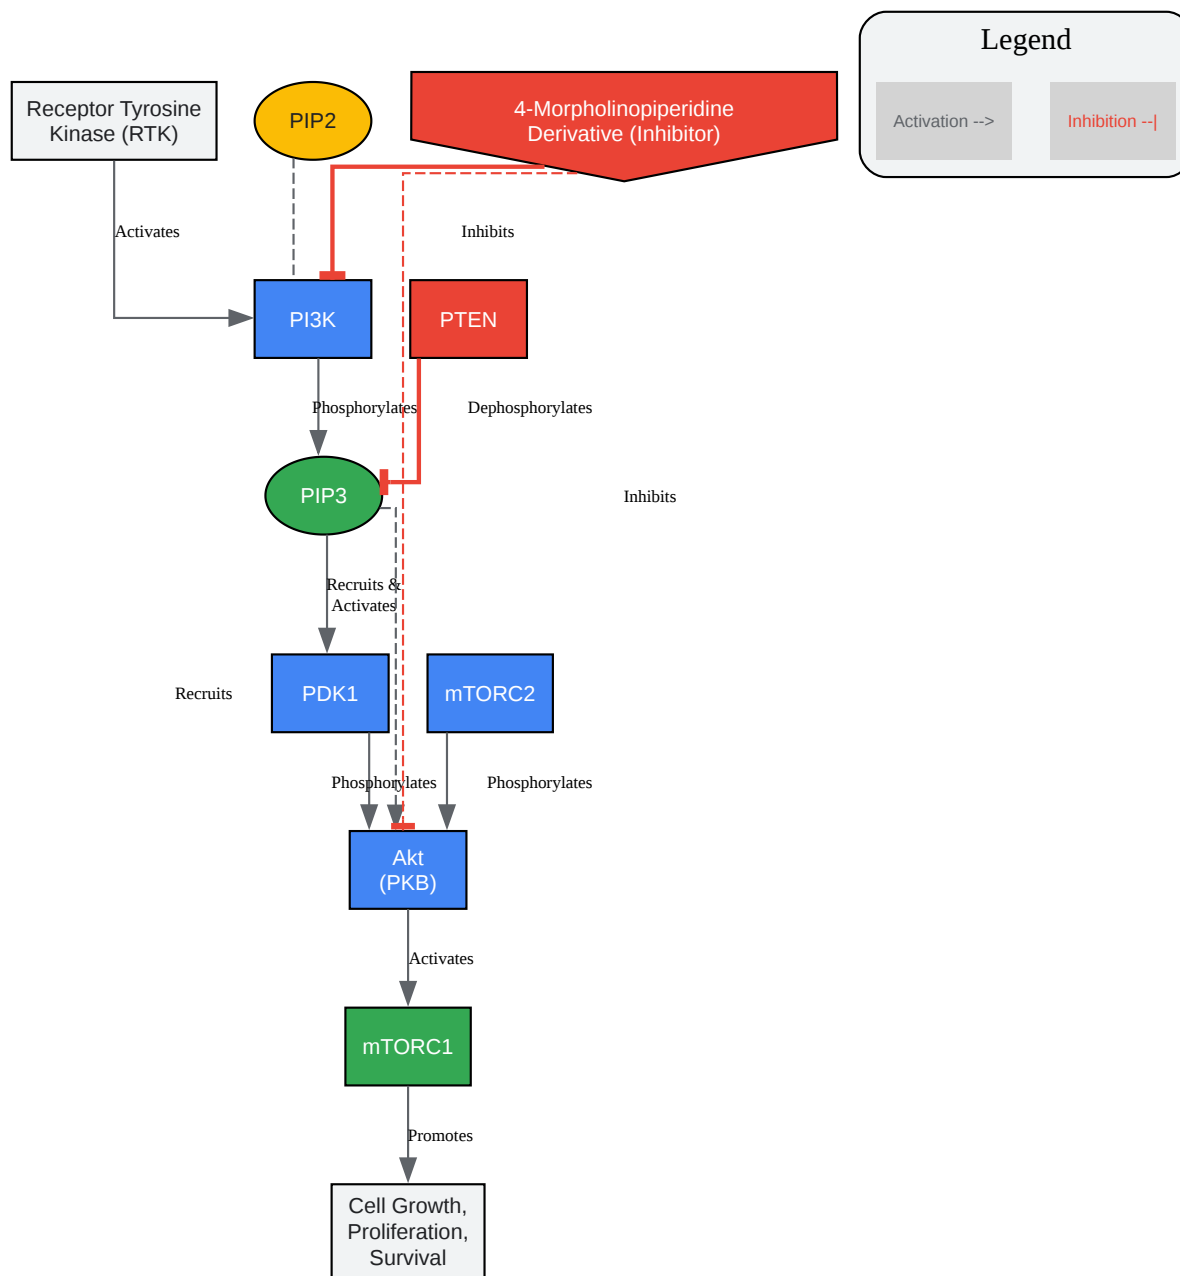 Legend
Receptor Tyrosine
Kinase (RTK)
PIP2
4-Morpholinopiperidine
Derivative (Inhibitor)
Activation -->
Inhibition --|
Activates
Inhibits
PI3K
PTEN
Phosphorylates
Dephosphorylates
PIP3
Inhibits
Recruits &
Activates
Recruits
PDK1
mTORC2
Phosphorylates
Phosphorylates
Akt
(PKB)
Activates
mTORC1
Promotes
Cell Growth,
Proliferation,
Survival